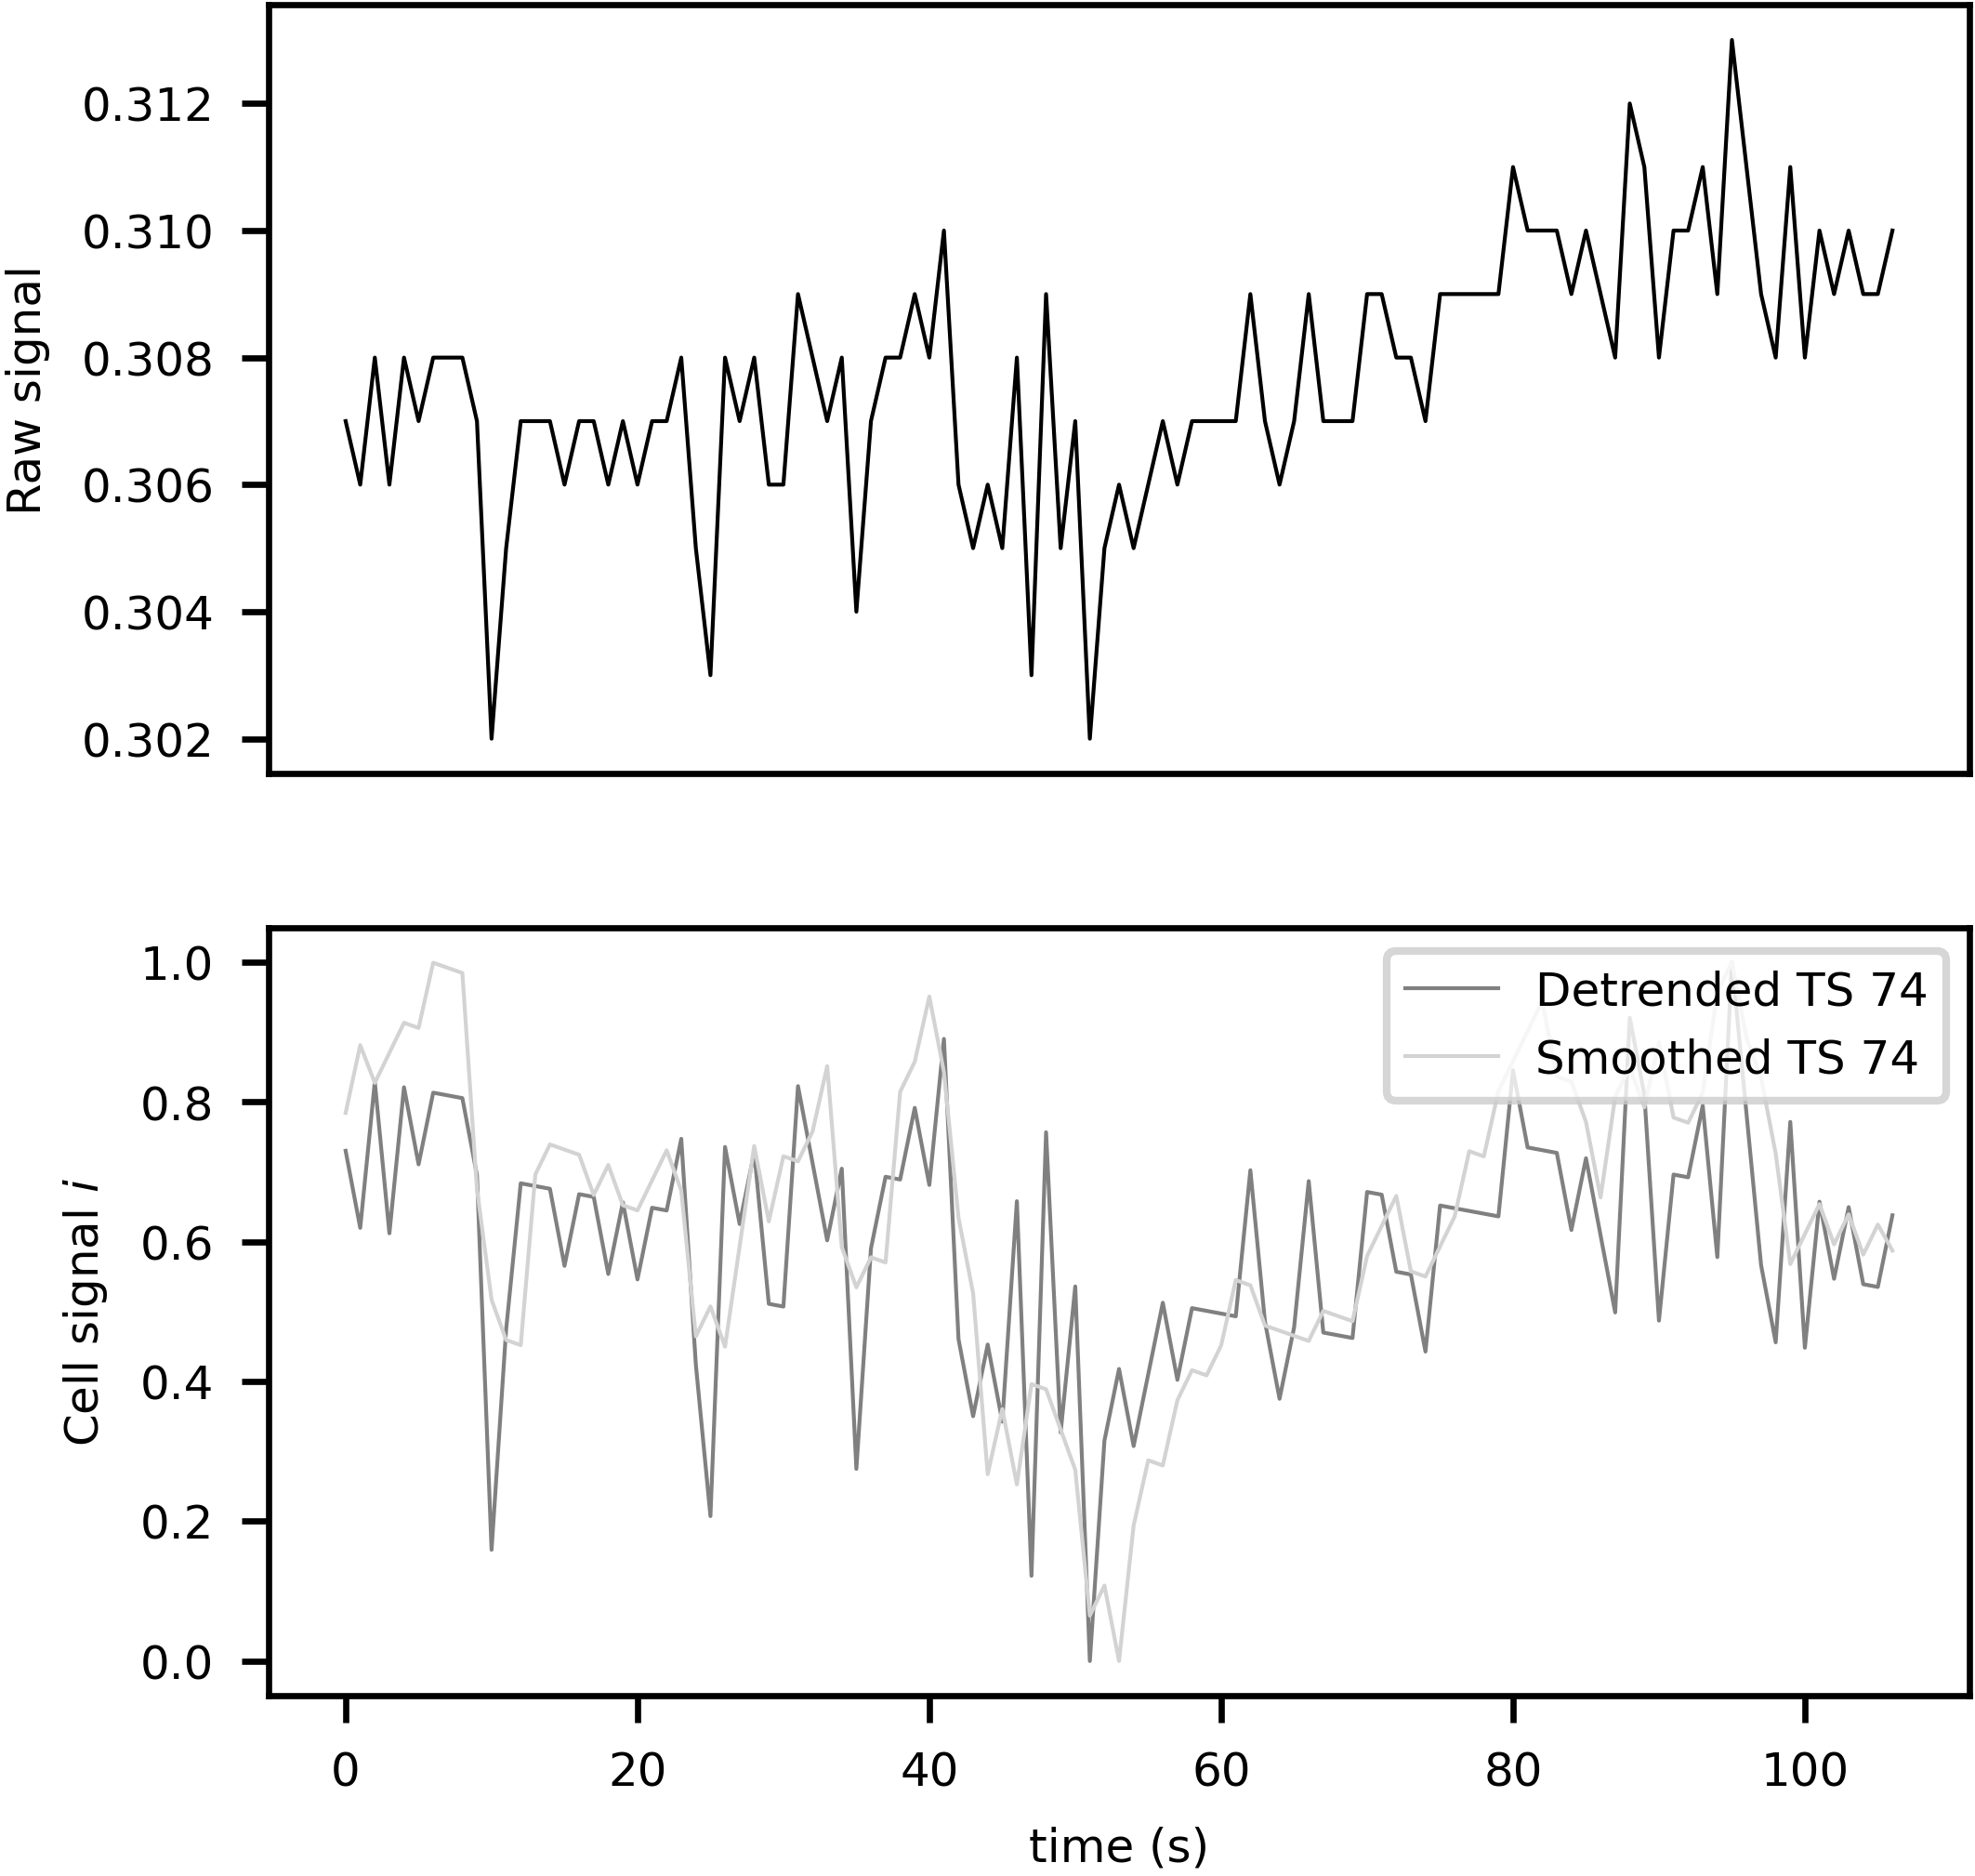 Raw signal
0.312
0.310
0.308
0.306
0.304
0.302
Cell signal i
1.0
0.8
0.6
0.4
0.2
0.0
Detrended TS 74
Smoothed TS 74
0 20 40 60 80 100
time (s)